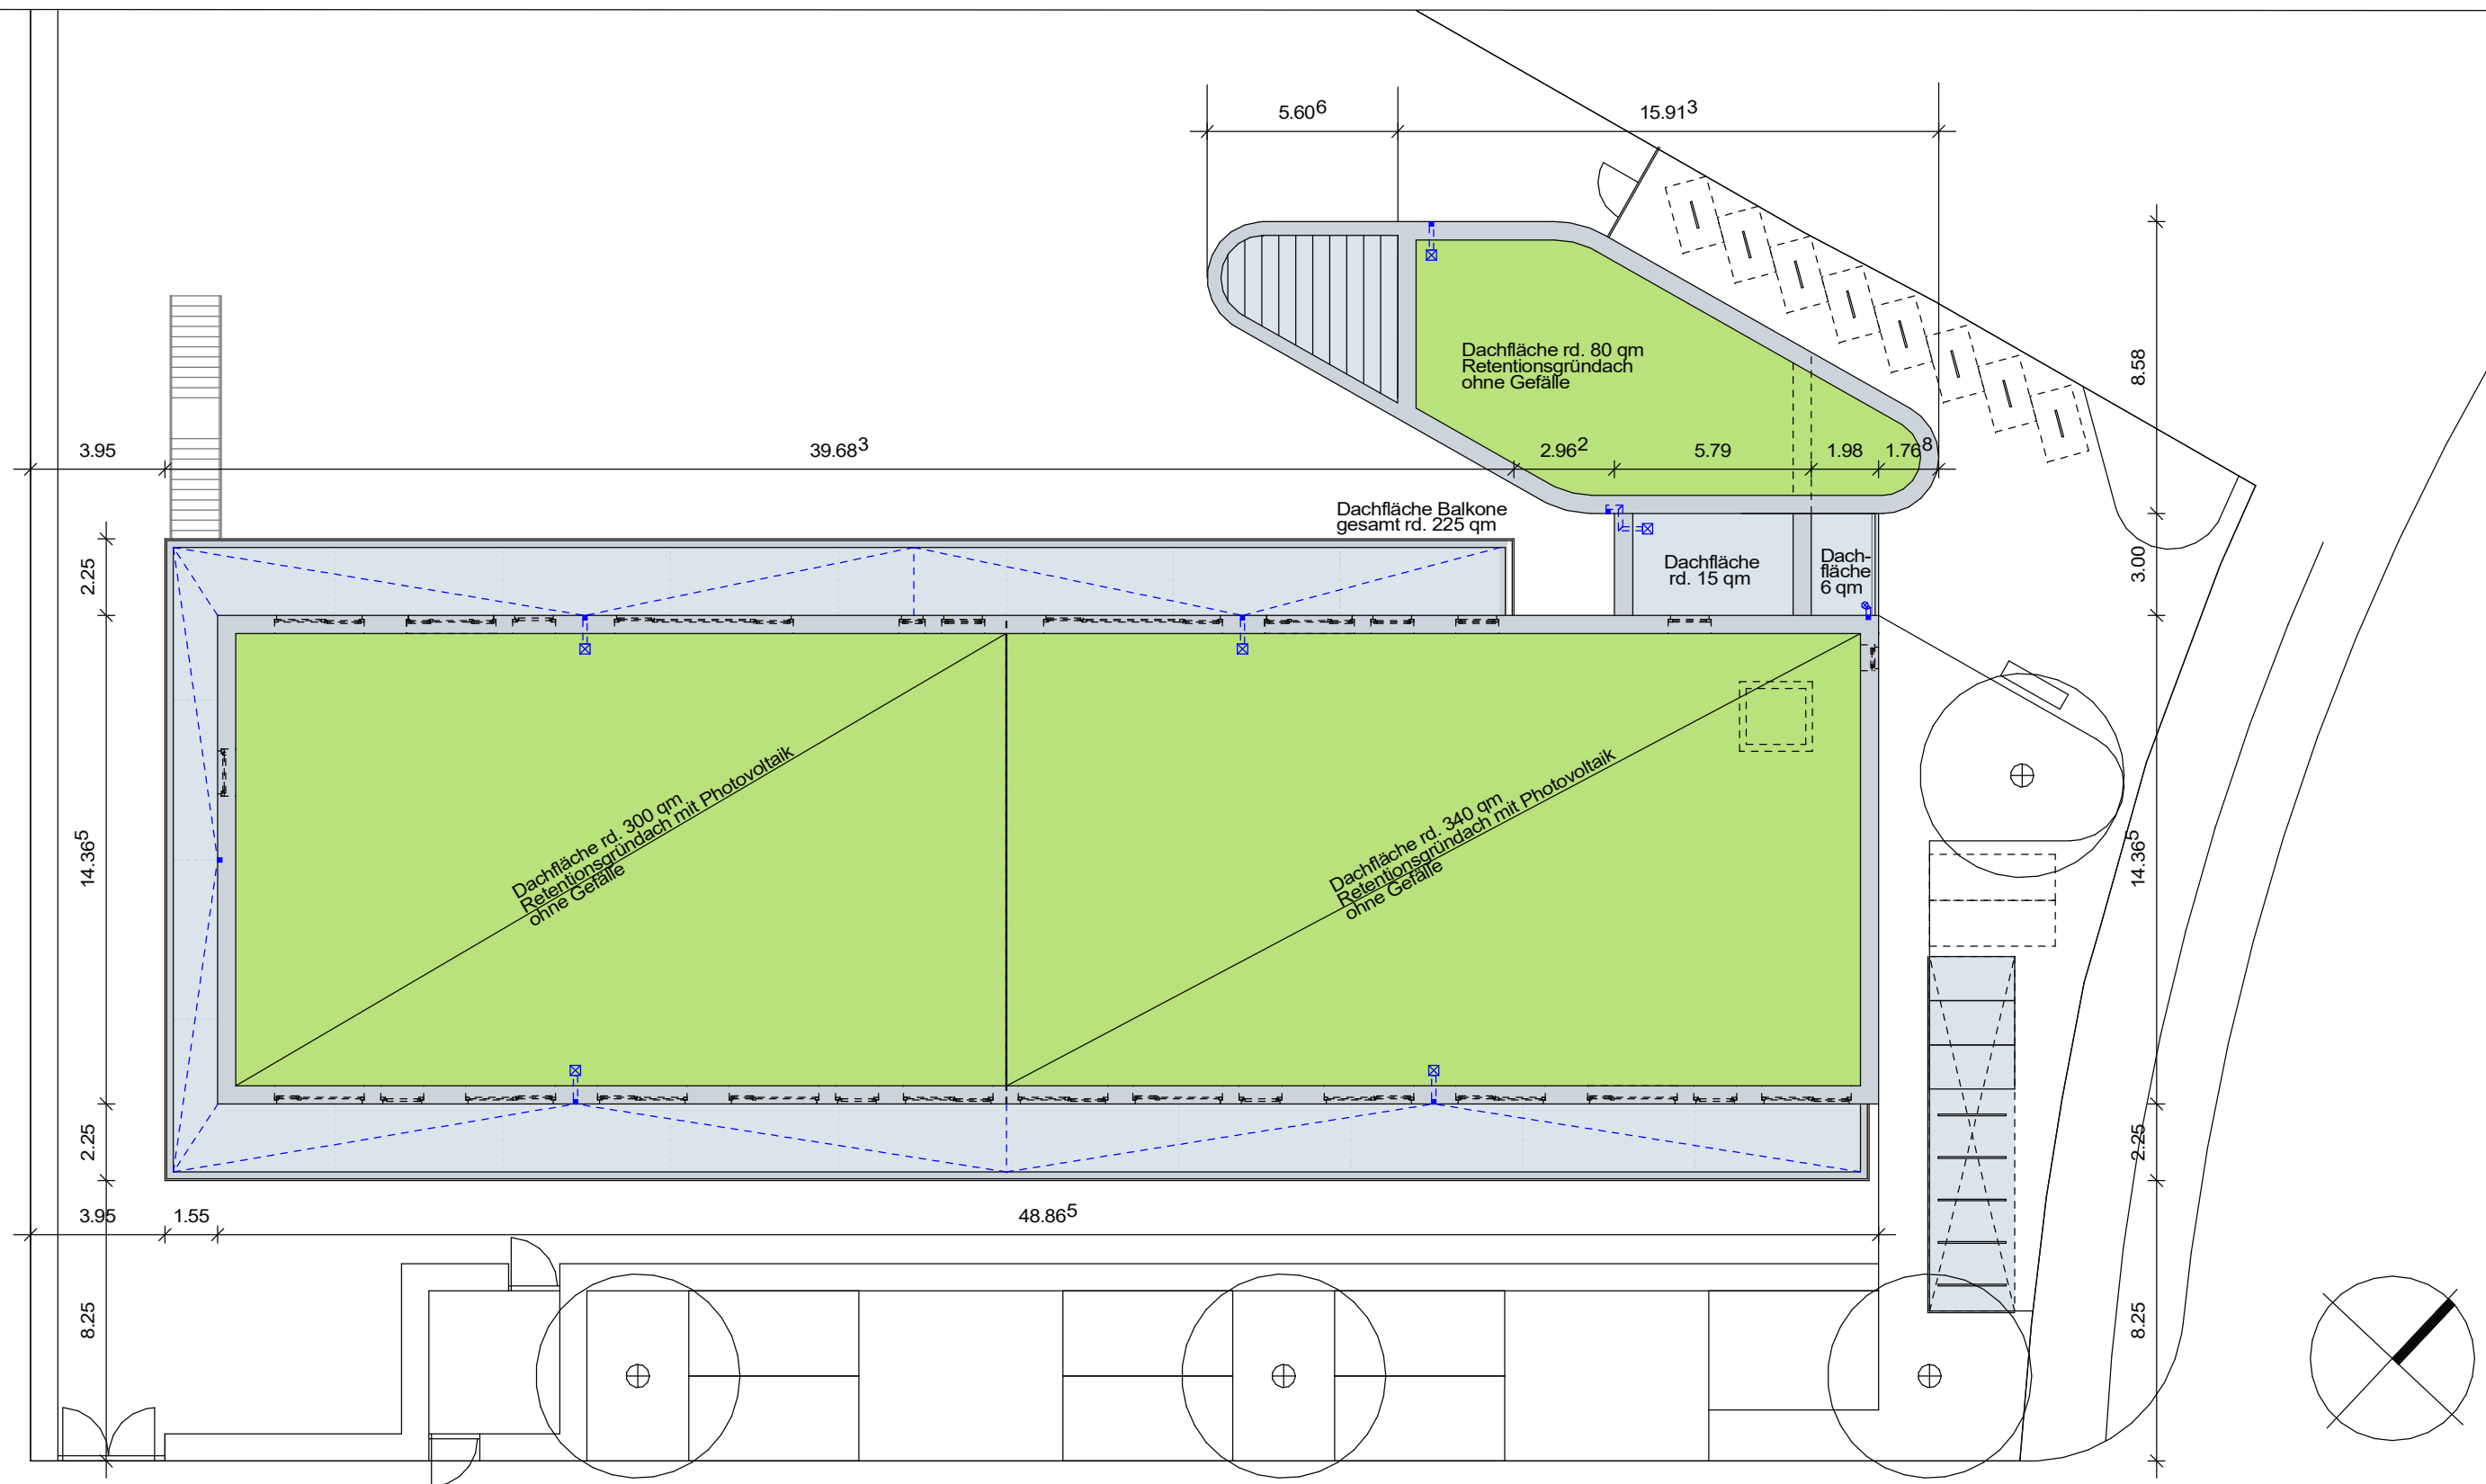 5.60⁶
15.91³
Dachfläche rd. 80 qm
Retentionsgründach
ohne Gefälle
8.58
3.95
39.68³
2.96²
5.79
1.98
1.76⁸
Dachfläche Balkone
gesamt rd. 225 qm
Dachfläche
rd. 15 qm
Dach-
fläche
6 qm
2.25
3.00
Dachfläche rd. 300 qm
Retentionsgründach mit Photovoltaik
ohne Gefälle
Dachfläche rd. 340 qm
Retentionsgründach mit Photovoltaik
ohne Gefälle
14.36⁵
14.36⁵
2.25
2.25
3.95
1.55
48.86⁵
8.25
8.25